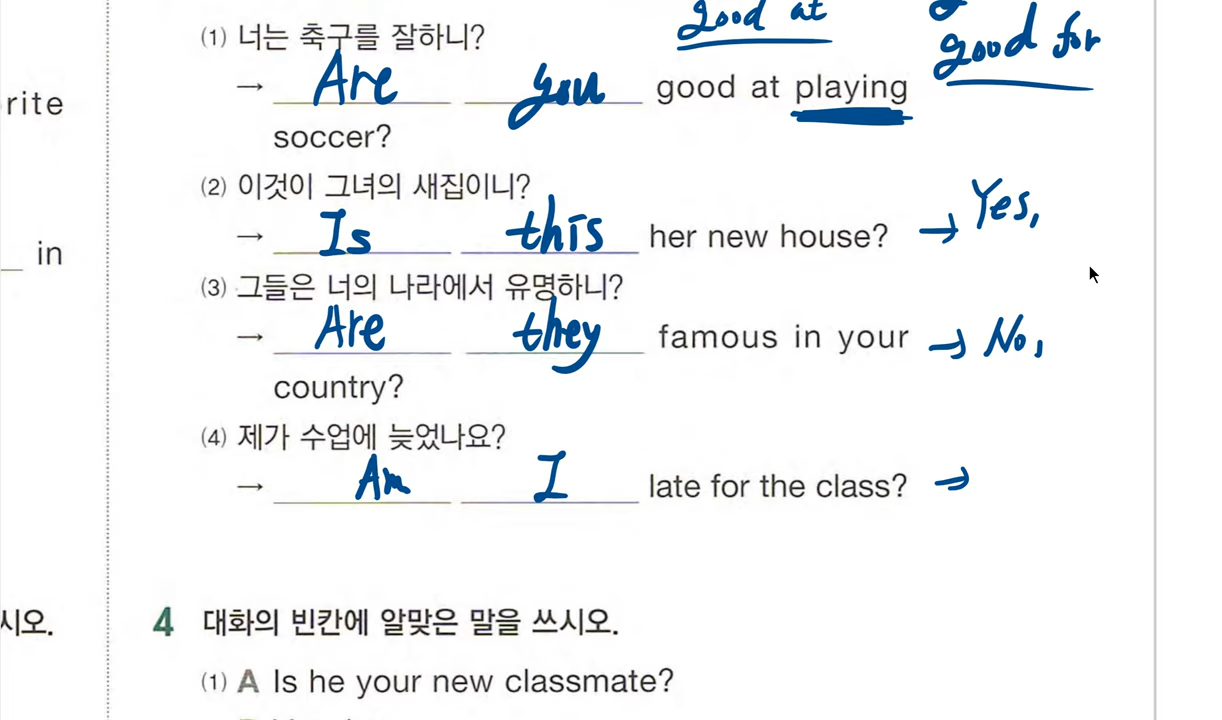 good at
good for
(1) 너는 축구를 잘하니?
rite
→ Are you good at playing
soccer?
(2) 이것이 그녀의 새집이니?
→ Is this her new house? → Yes,
in
(3) 그들은 너의 나라에서 유명하니?
→ Are they famous in your → No,
country?
(4) 제가 수업에 늦었나요?
→ Am I late for the class? →
시오.
4 대화의 빈칸에 알맞은 말을 쓰시오.
(1) A Is he your new classmate?